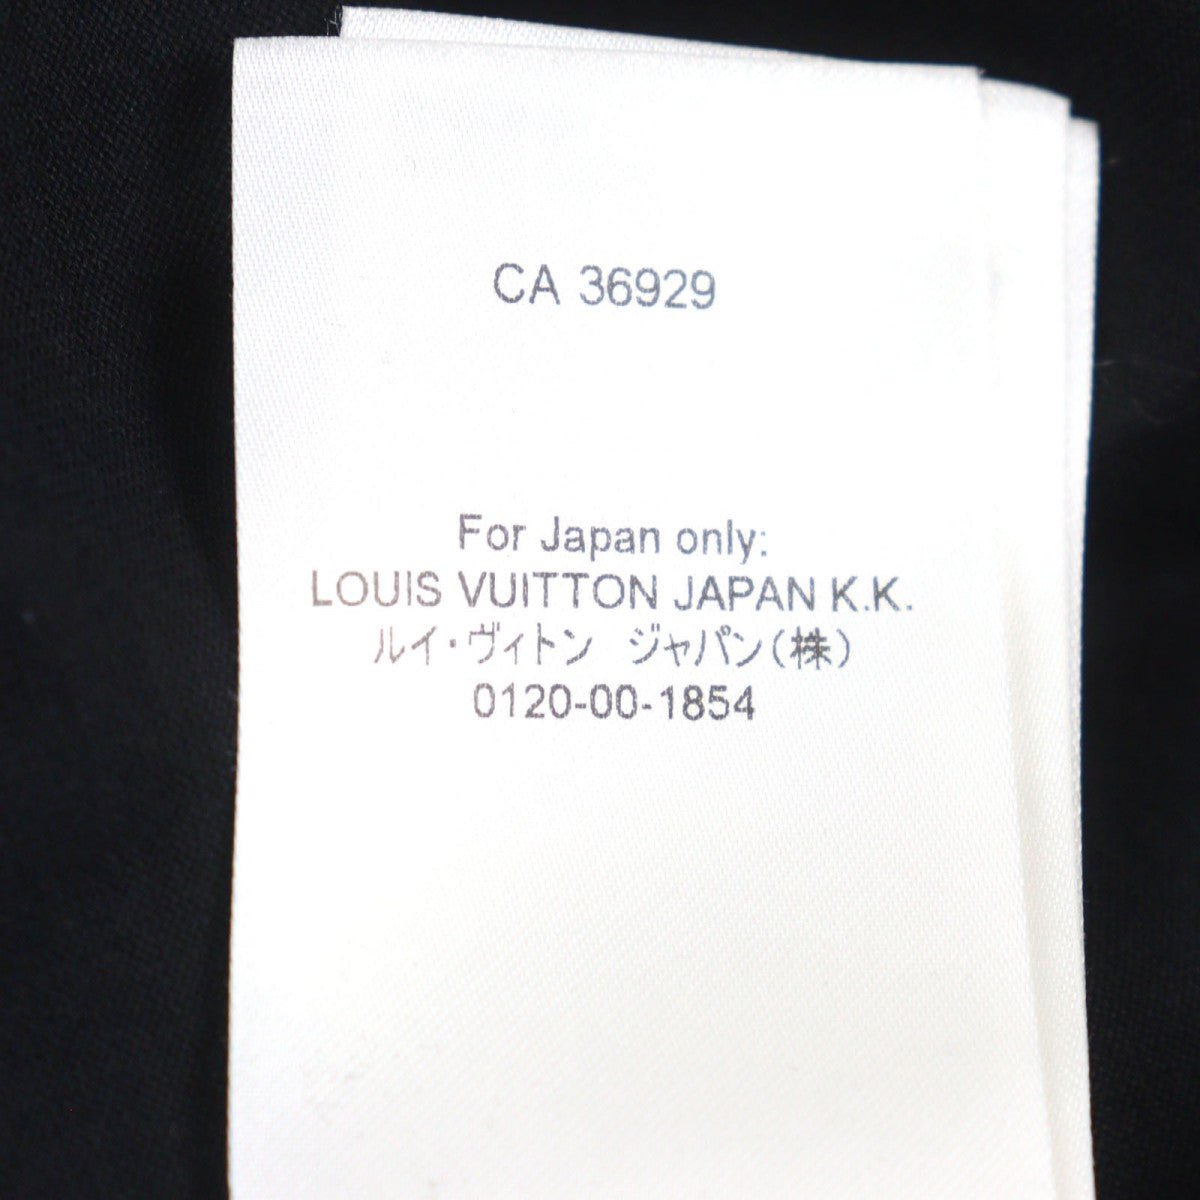 CA 36929
For Japan only:
LOUIS VUITTON JAPAN K.K.
ルイ・ヴィトン ジャパン(株)
0120-00-1854